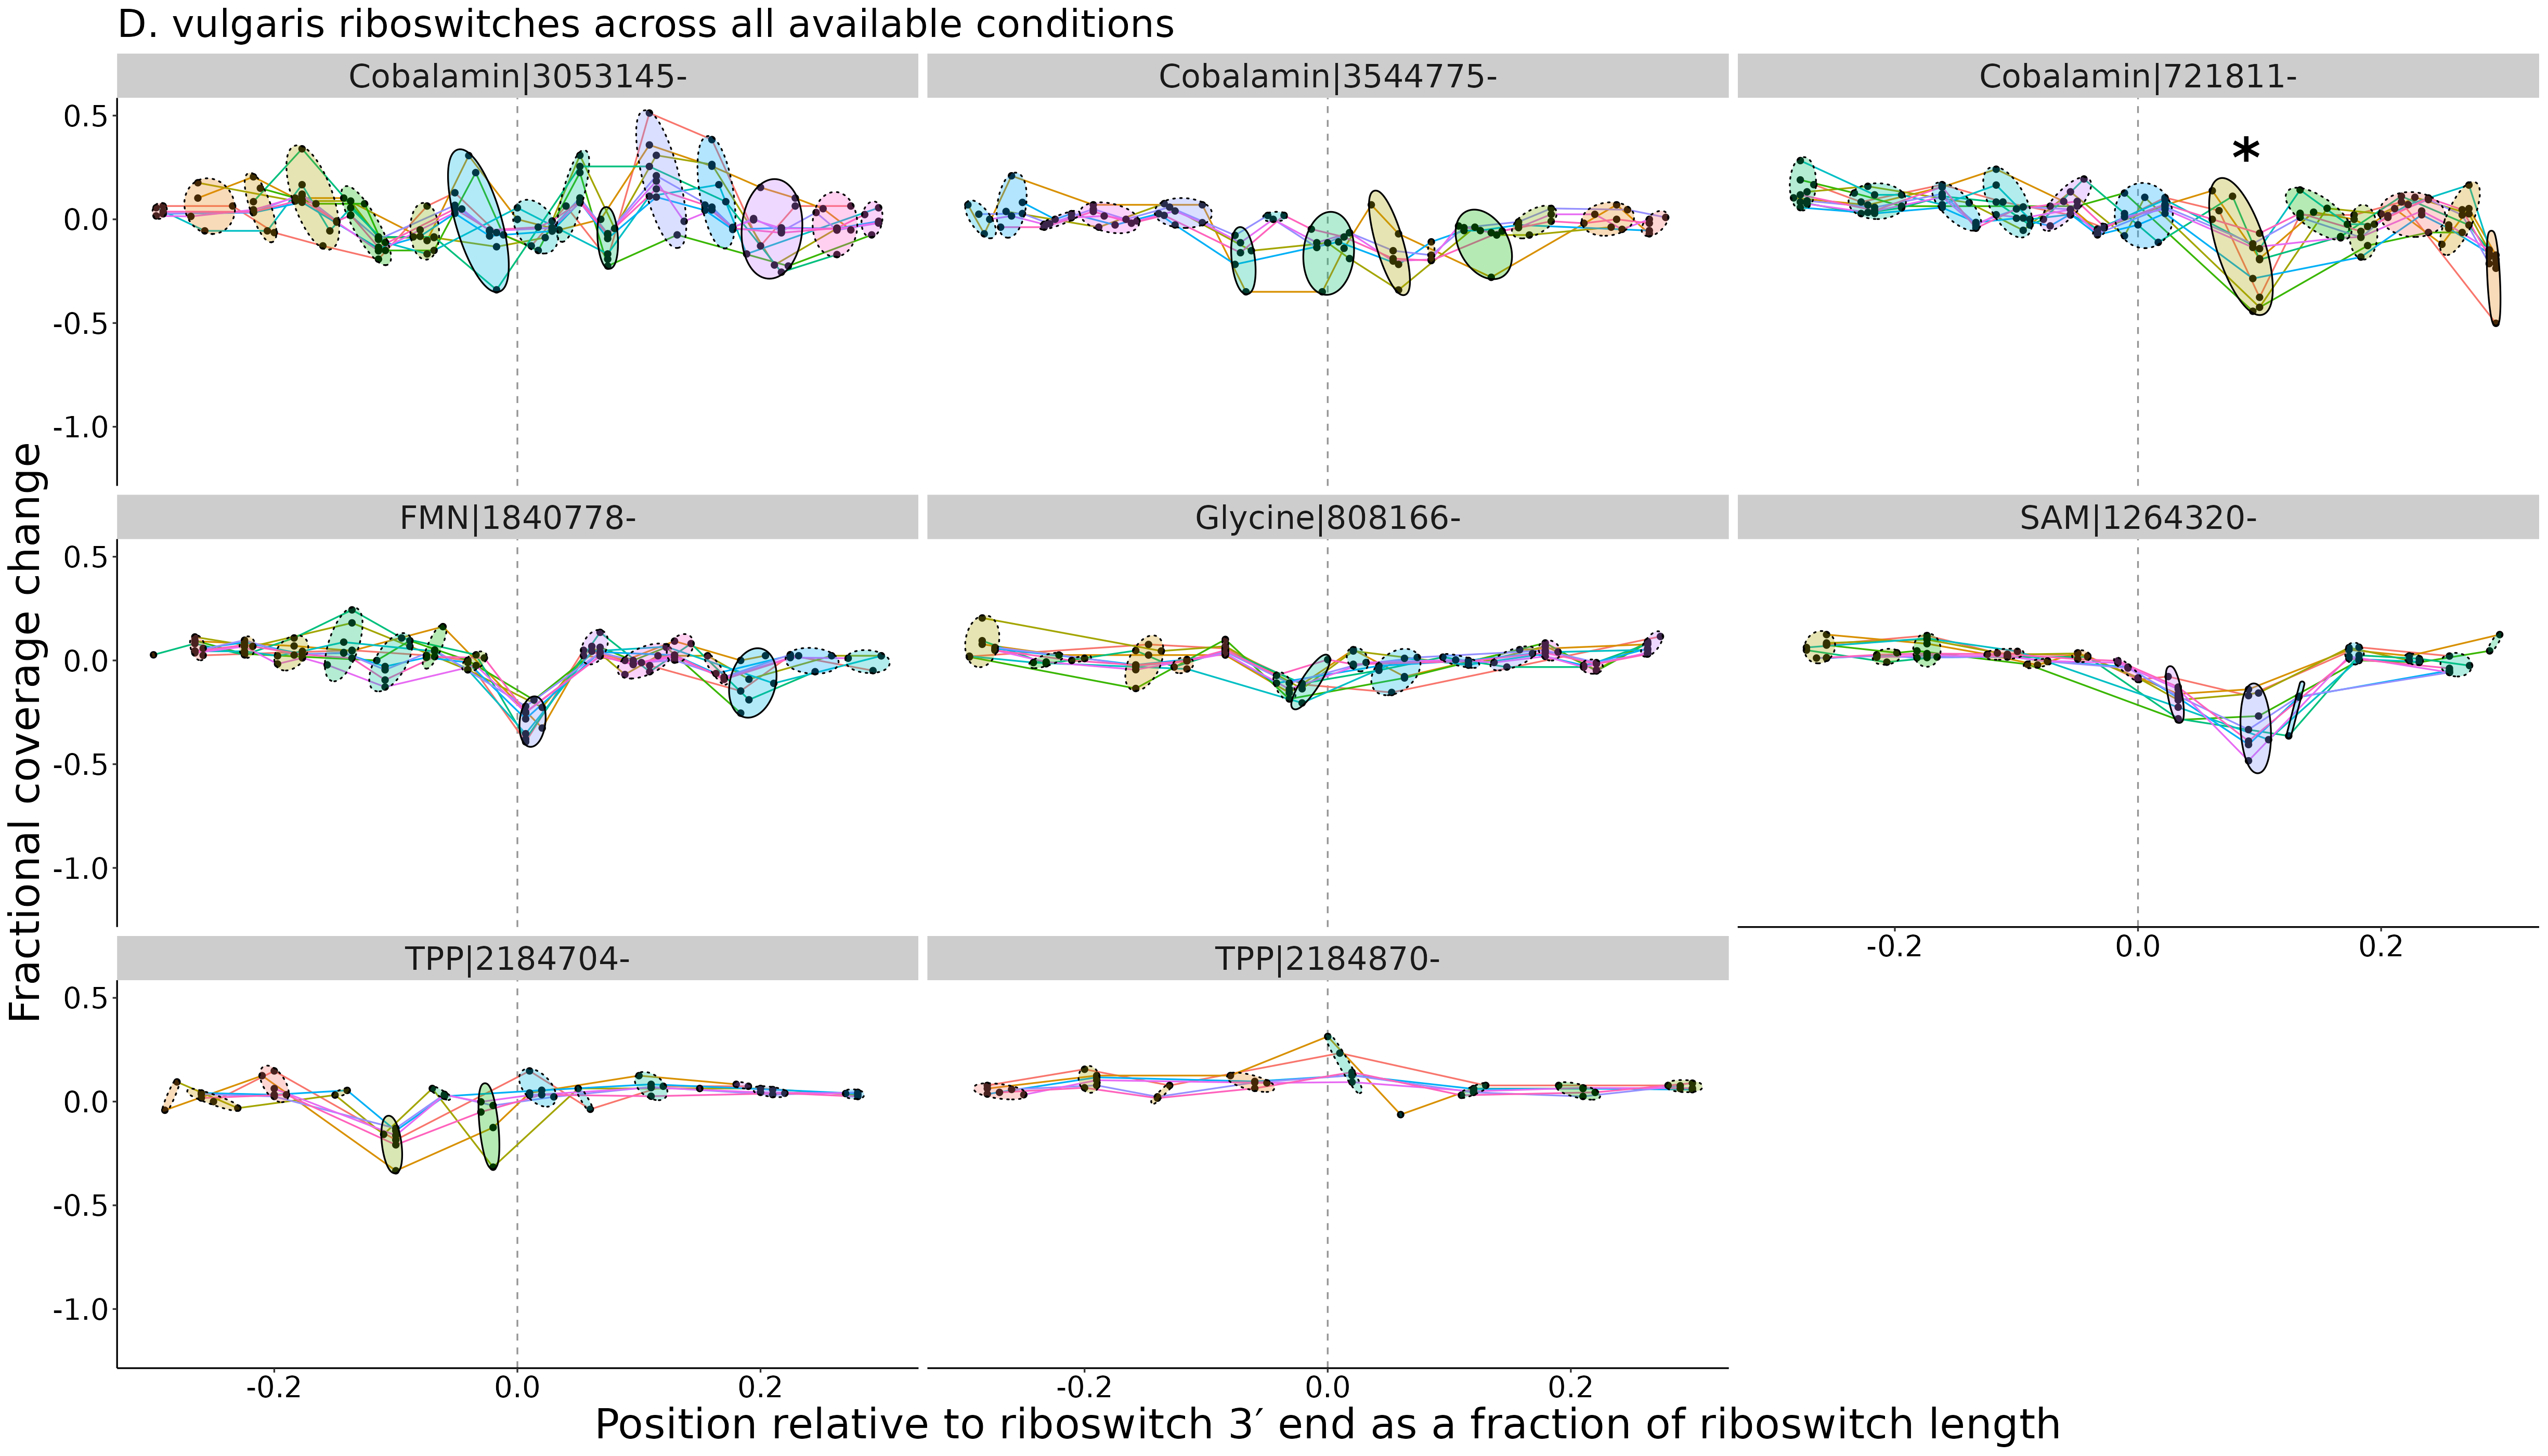 D. vulgaris riboswitches across all available conditions
Cobalamin|3053145-
Cobalamin|3544775-
Cobalamin|721811-
0.5
0.0
-0.5
-1.0
*
FMN|1840778-
Glycine|808166-
SAM|1264320-
0.5
0.0
-0.5
-1.0
-0.2 0.0 0.2
TPP|2184704-
TPP|2184870-
0.5
0.0
-0.5
-1.0
-0.2 0.0 0.2
-0.2 0.0 0.2
Fractional coverage change
Position relative to riboswitch 3′ end as a fraction of riboswitch length